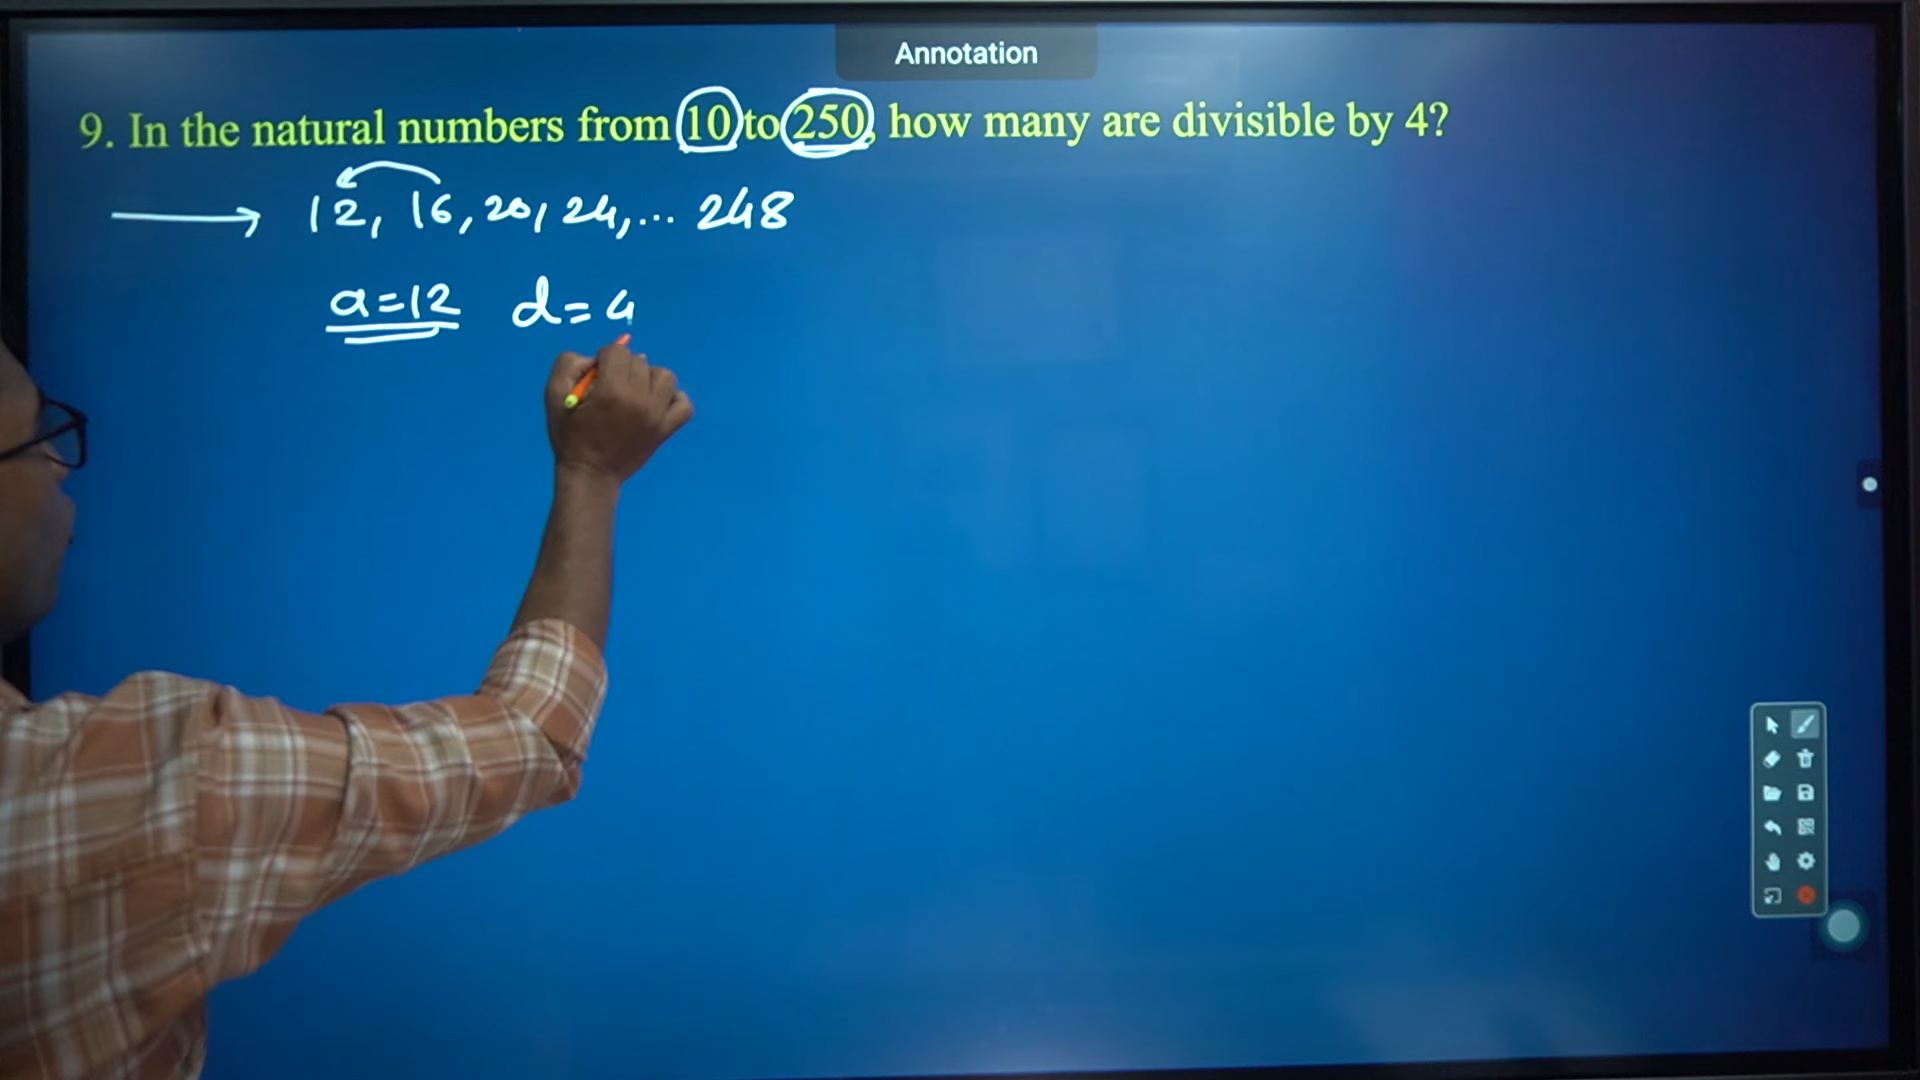 Annotation
9. In the natural numbers from 10 to 250, how many are divisible by 4?
12, 16, 20, 24, ... 248
a=12 d=4